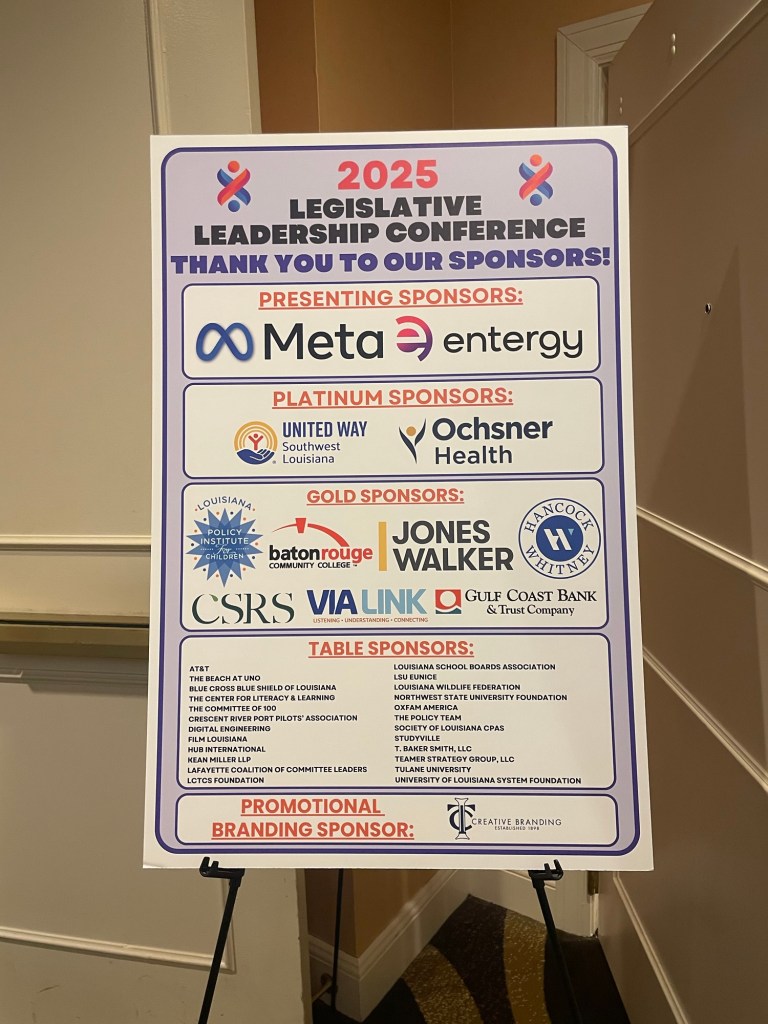 2025
LEGISLATIVE
LEADERSHIP CONFERENCE
THANK YOU TO OUR SPONSORS!
PRESENTING SPONSORS:
Meta
entergy
PLATINUM SPONSORS:
UNITED WAY
Southwest
Louisiana
Ochsner
Health
GOLD SPONSORS:
LOUISIANA
POLICY
INSTITUTE
for
CHILDREN
batonrouge
COMMUNITY COLLEGE™
JONES
WALKER
HANCOCK
WHITNEY
CSRS
VIA LINK
LISTENING • UNDERSTANDING • CONNECTING
GULF COAST BANK
& Trust Company
TABLE SPONSORS:
AT&T
THE BEACH AT UNO
BLUE CROSS BLUE SHIELD OF LOUISIANA
THE CENTER FOR LITERACY & LEARNING
THE COMMITTEE OF 100
CRESCENT RIVER PORT PILOTS' ASSOCIATION
DIGITAL ENGINEERING
FILM LOUISIANA
HUB INTERNATIONAL
KEAN MILLER LLP
LAFAYETTE COALITION OF COMMITTEE LEADERS
LCTCS FOUNDATION
LOUISIANA SCHOOL BOARDS ASSOCIATION
LSU EUNICE
LOUISIANA WILDLIFE FEDERATION
NORTHWEST STATE UNIVERSITY FOUNDATION
OXFAM AMERICA
THE POLICY TEAM
SOCIETY OF LOUISIANA CPAS
STUDYVILLE
T. BAKER SMITH, LLC
TEAMER STRATEGY GROUP, LLC
TULANE UNIVERSITY
UNIVERSITY OF LOUISIANA SYSTEM FOUNDATION
PROMOTIONAL
BRANDING SPONSOR:
CREATIVE BRANDING
ESTABLISHED 1898